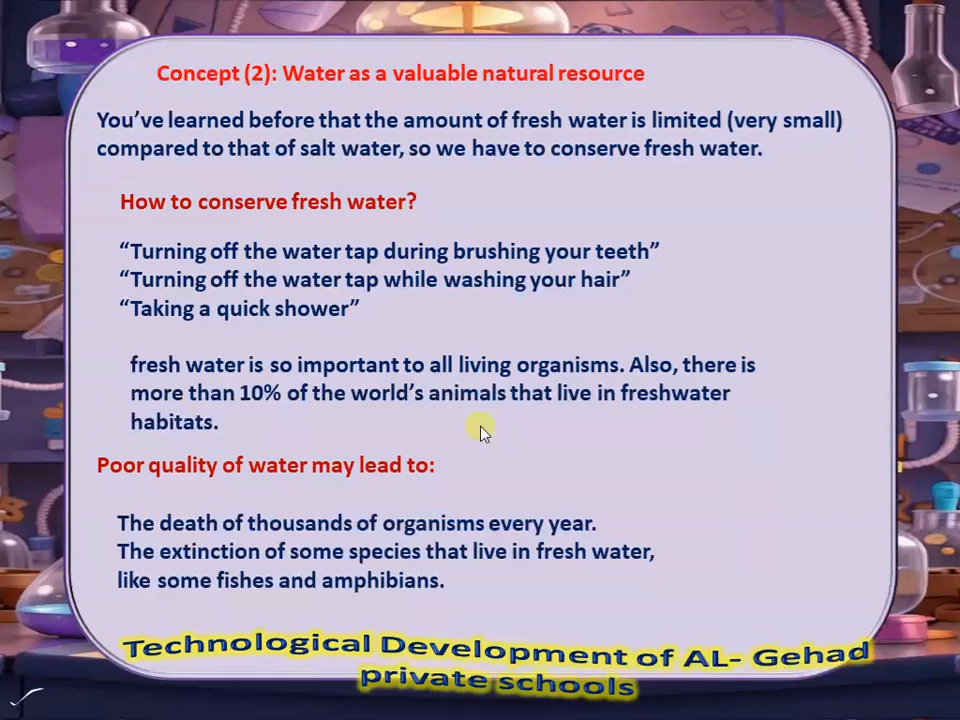 Concept (2): Water as a valuable natural resource
You've learned before that the amount of fresh water is limited (very small)
compared to that of salt water, so we have to conserve fresh water.
How to conserve fresh water?
“Turning off the water tap during brushing your teeth”
“Turning off the water tap while washing your hair”
“Taking a quick shower”
fresh water is so important to all living organisms. Also, there is
more than 10% of the world's animals that live in freshwater
habitats.
Poor quality of water may lead to:
The death of thousands of organisms every year.
The extinction of some species that live in fresh water,
like some fishes and amphibians.
Technological Development of AL- Gehad
private schools